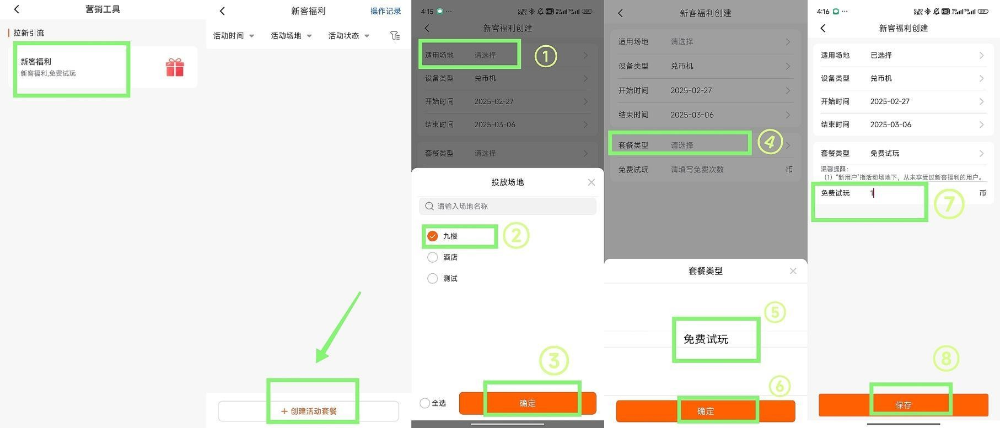 营销工具
拉新引流
新客福利
新客福利,免费试玩
新客福利
操作记录
活动时间
活动场地
活动状态
+ 创建活动套餐
4:15
新客福利创建
适用场地 请选择
①
设备类型 兑币机
开始时间 2025-02-27
结束时间 2025-03-06
套餐类型 请选择
投放场地
请输入场地名称
九楼
②
酒店
测试
③
全选
确定
新客福利创建
适用场地 请选择
设备类型 兑币机
开始时间 2025-02-27
结束时间 2025-03-06
套餐类型 请选择
④
免费试玩 请填写免费次数 币
套餐类型
⑤
免费试玩
⑥
确定
4:16
新客福利创建
适用场地 已选择
设备类型 兑币机
开始时间 2025-02-27
结束时间 2025-03-06
套餐类型 免费试玩
温馨提醒:
（1）“新用户”指活动场地下，从未享受过新客福利的用户。
免费试玩 1 币
⑦
⑧
保存